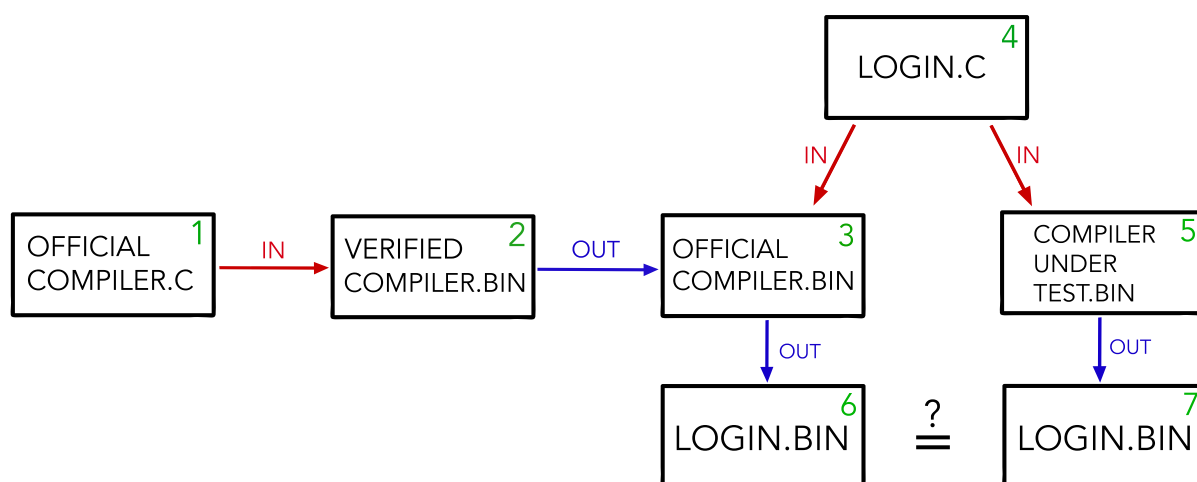 4
LOGIN.C
IN
IN
1
OFFICIAL
COMPILER.C
IN
2
VERIFIED
COMPILER.BIN
OUT
3
OFFICIAL
COMPILER.BIN
5
COMPILER
UNDER
TEST.BIN
OUT
OUT
6
LOGIN.BIN
?
=
7
LOGIN.BIN